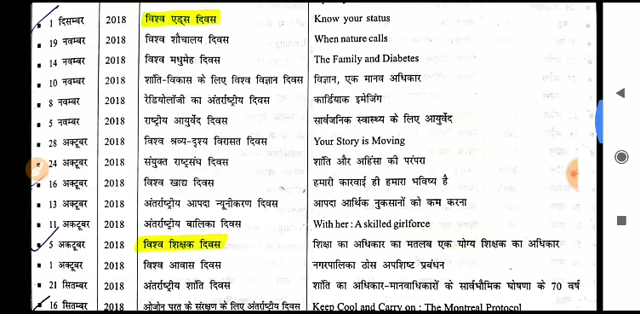 1 दिसम्बर 2018 विश्व एड्स दिवस Know your status
19 नवम्बर 2018 विश्व शौचालय दिवस When nature calls
14 नवम्बर 2018 विश्व मधुमेह दिवस The Family and Diabetes
10 नवम्बर 2018 शाँति-विकास के लिए विश्व विज्ञान दिवस विज्ञान, एक मानव अधिकार
8 नवम्बर 2018 रेडियोलॉजी का अंतर्राष्ट्रीय दिवस कार्डियाक इमेजिंग
5 नवम्बर 2018 राष्ट्रीय आयुर्वेद दिवस सार्वजनिक स्वास्थ्य के लिए आयुर्वेद
28 अक्टूबर 2018 विश्व श्रव्य-दृश्य विरासत दिवस Your Story is Moving
24 अक्टूबर 2018 संयुक्त राष्ट्रसंघ दिवस शांति और अहिंसा की परंपरा
16 अक्टूबर 2018 विश्व खाद्य दिवस हमारी कारवाई ही हमारा भविष्य है
13 अक्टूबर 2018 अंतर्राष्ट्रीय आपदा न्यूनीकरण दिवस आपदा आर्थिक नुकसानों को कम करना
11 अकटूबर 2018 अंतर्राष्ट्रीय बालिका दिवस With her : A skilled girlforce
5 अकटूबर 2018 विश्व शिक्षक दिवस शिक्षा का अधिकार का मतलब एक योग्य शिक्षक का अधिकार
1 अक्टूबर 2018 विश्व आवास दिवस नगरपालिका ठोस अपशिष्ट प्रबंधन
21 सितम्बर 2018 अंतर्राष्ट्रीय शाँति दिवस शांति का अधिकार-मानवाधिकारों के सार्वभौमिक घोषणा के 70 वर्ष
16 सितम्बर 2018 ओजोन परत के संरक्षण के लिए अंतर्राष्ट्रीय दिवस Keep Cool and Carry on : The Montreal Protocol